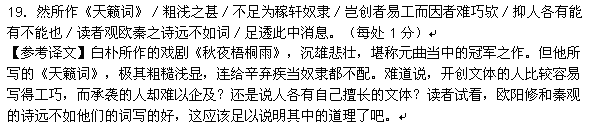 19．然所作《天籁词》/粗浅之甚/不足为稼轩奴隶/岂创者易工而因者难巧欤/抑人各有能
有不能也/读者观欧秦之诗远不如词/足透此中消息。（每处 1 分）
【参考译文】白朴所作的戏剧《秋夜梧桐雨》，沉雄悲壮，堪称元曲当中的冠军之作。但他所
写的《天籁词》，极其粗糙浅显，连给辛弃疾当奴隶都不配。难道说，开创文体的人比较容易
写得工巧，而承袭的人却难以企及？还是说人各有自己擅长的文体？读者试看，欧阳修和秦观
的诗远不如他们的词写的好，这应该足以说明其中的道理了吧。